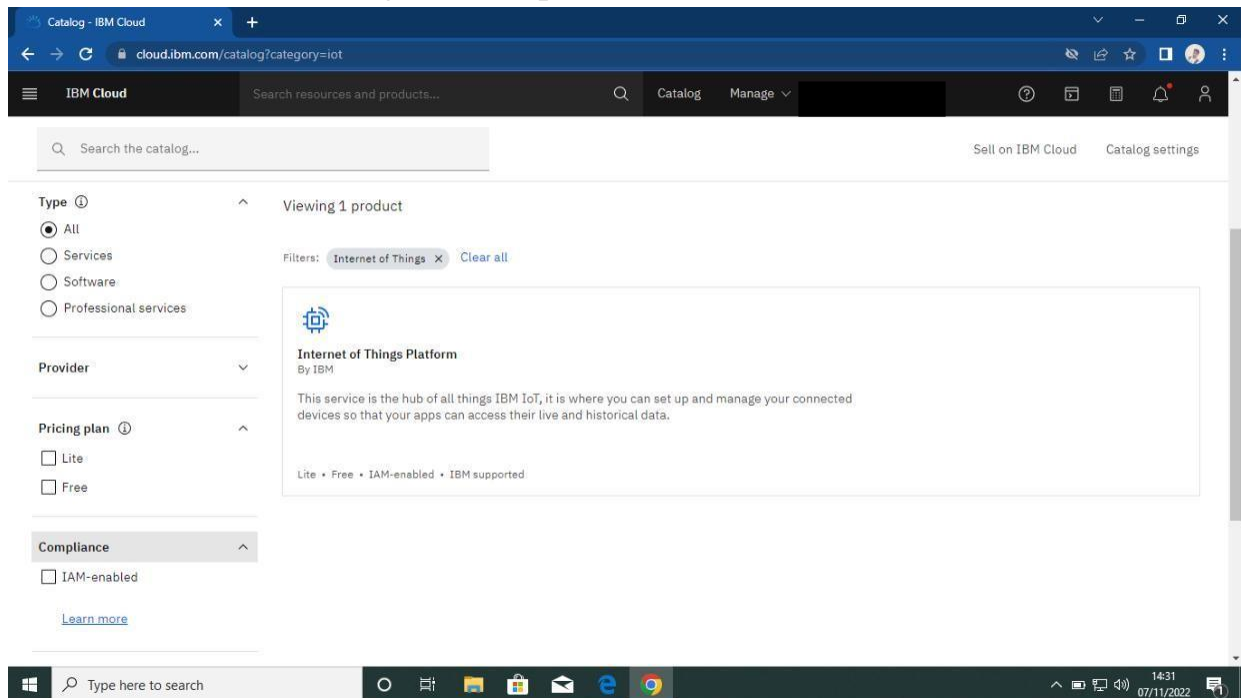 Catalog - IBM Cloud
cloud.ibm.com/catalog?category=iot
IBM Cloud
Search resources and products...
Catalog
Manage
Search the catalog...
Sell on IBM Cloud
Catalog settings
Type
All
Services
Software
Professional services
Provider
Pricing plan
Lite
Free
Compliance
IAM-enabled
Learn more
Viewing 1 product
Filters: Internet of Things X Clear all
Internet of Things Platform
By IBM
This service is the hub of all things IBM IoT, it is where you can set up and manage your connected
devices so that your apps can access their live and historical data.
Lite • Free • IAM-enabled • IBM supported
Type here to search
14:31
07/11/2022